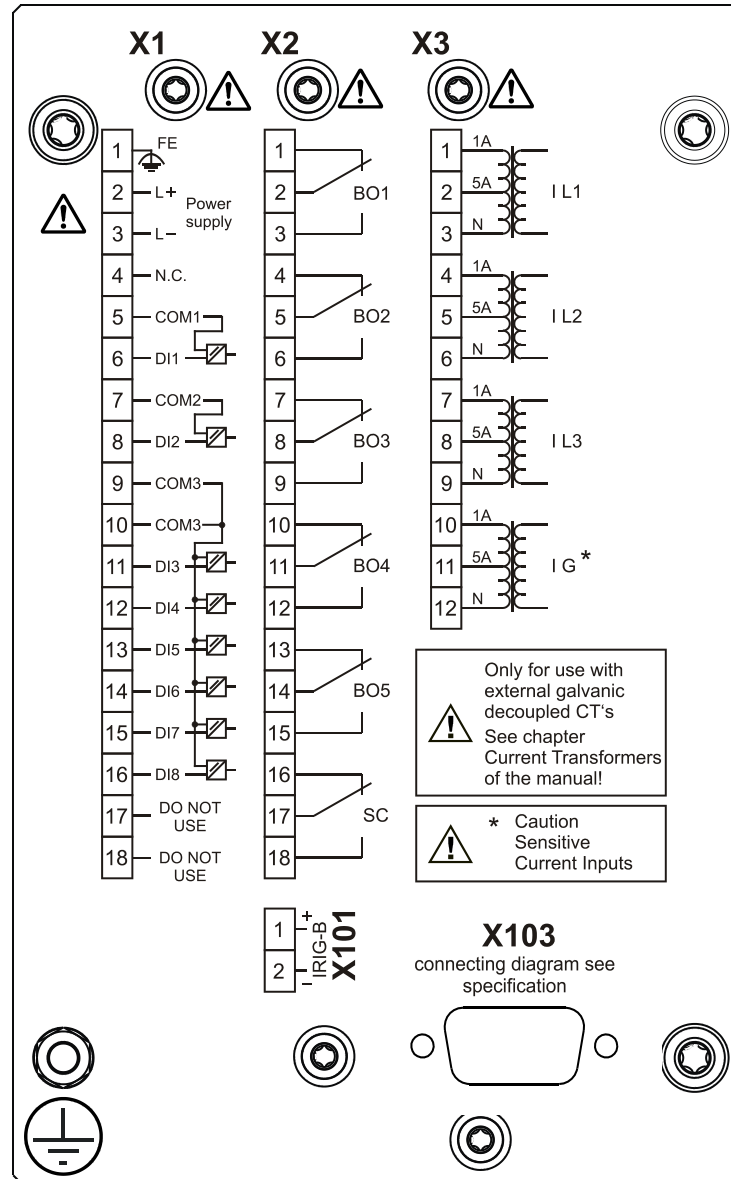 X1 X2 X3
1 FE
2 L+
Power
supply
3 L−
4 N.C.
5 COM1
6 DI1
7 COM2
8 DI2
9 COM3
10 COM3
11 DI3
12 DI4
13 DI5
14 DI6
15 DI7
16 DI8
17 DO NOT
USE
18 DO NOT
USE
1
2 BO1
3
4
5 BO2
6
7
8 BO3
9
10
11 BO4
12
13
14 BO5
15
16
17 SC
18
1 1A
2 5A I L1
3 N
4 1A
5 5A I L2
6 N
7 1A
8 5A I L3
9 N
10 1A
11 5A I G*
12 N
Only for use with
external galvanic
decoupled CT's
See chapter
Current Transformers
of the manual!
* Caution
Sensitive
Current Inputs
1 +
2 −
IRIG-B
X101
X103
connecting diagram see
specification